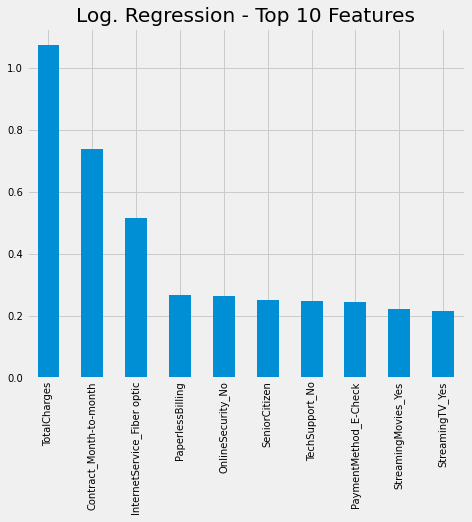 Log. Regression - Top 10 Features
1.0
0.8
0.6
0.4
0.2
0.0
TotalCharges
Contract_Month-to-month
InternetService_Fiber optic
PaperlessBilling
OnlineSecurity_No
SeniorCitizen
TechSupport_No
PaymentMethod_E-Check
StreamingMovies_Yes
StreamingTV_Yes